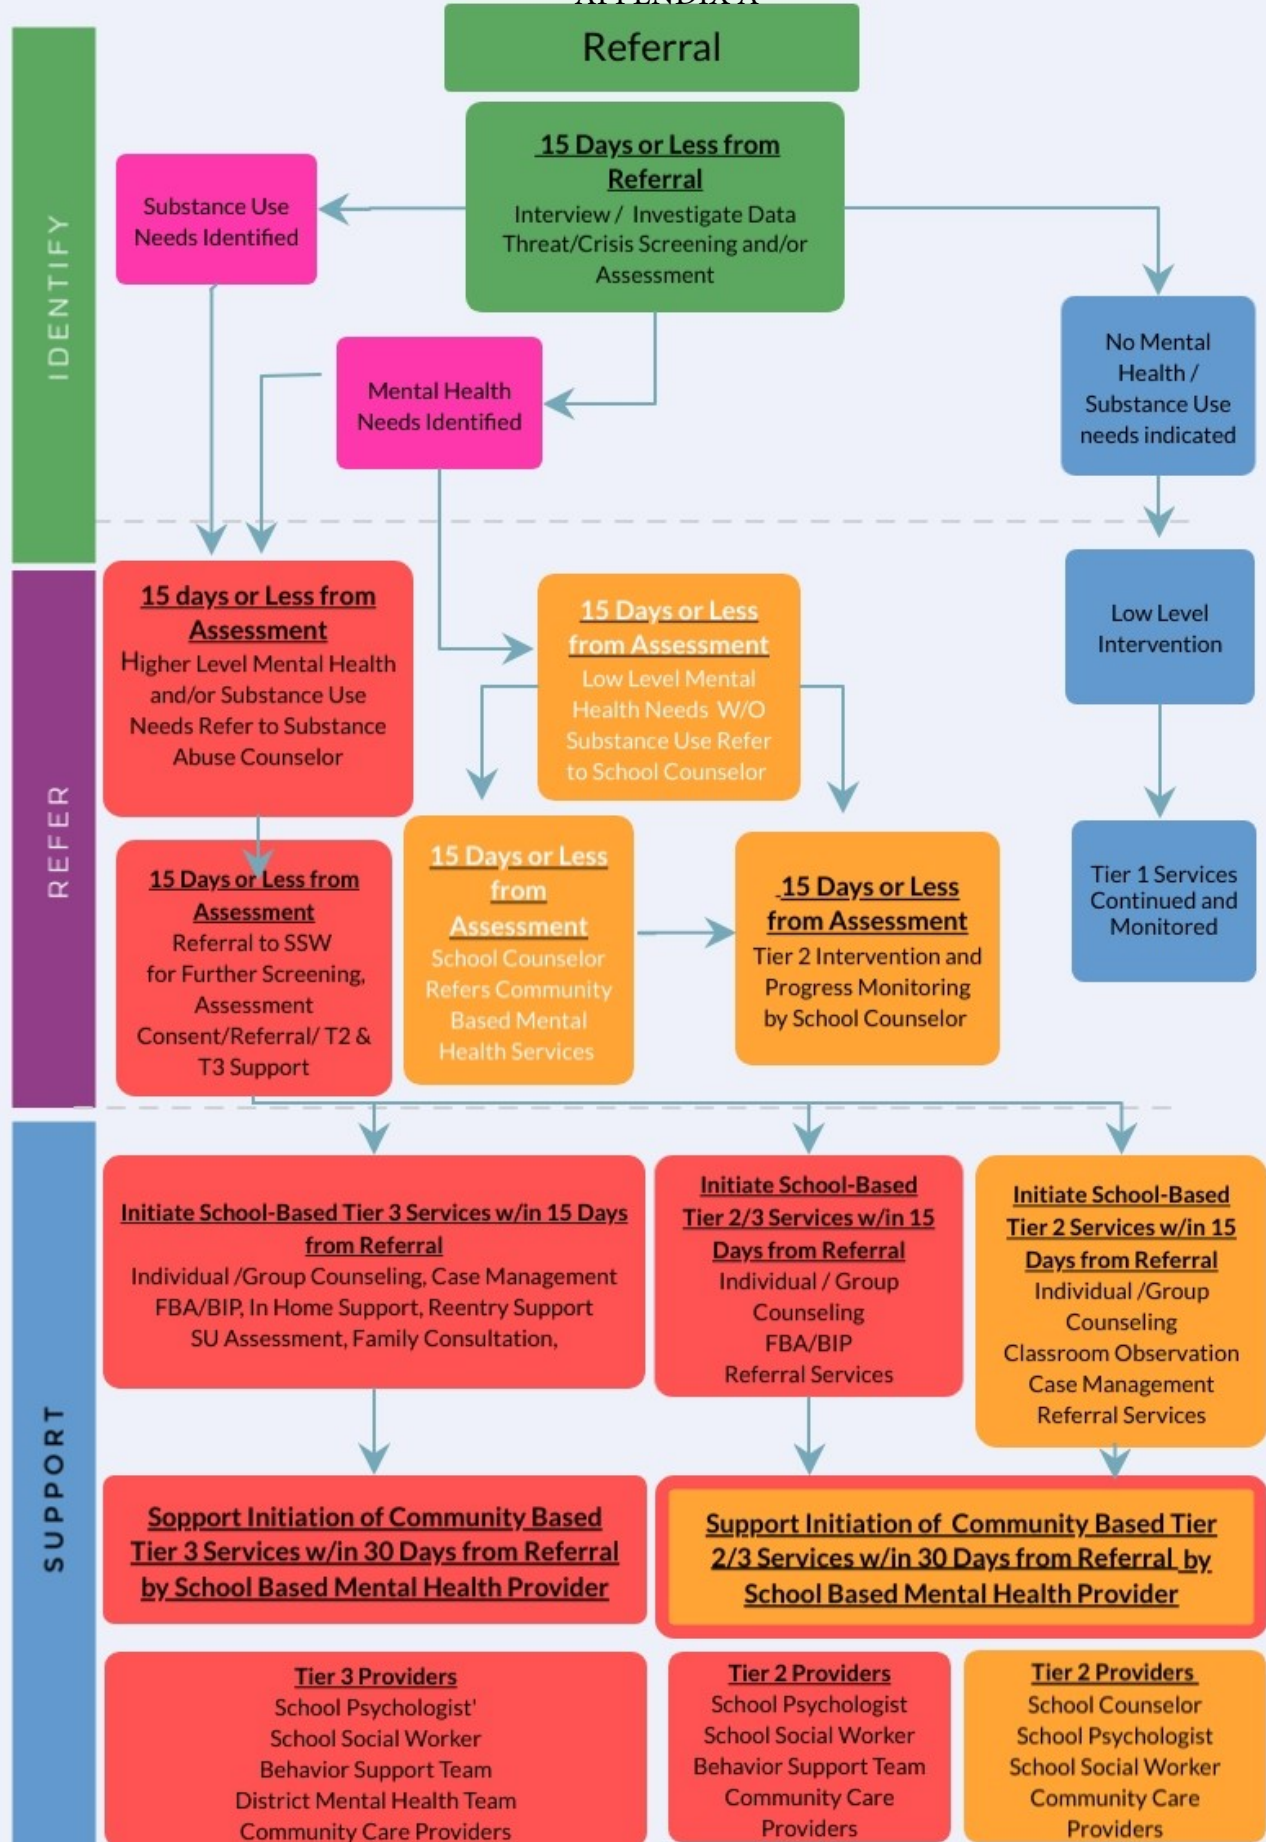 APPENDIX A
Referral
IDENTIFY
15 Days or Less from
Referral
Interview / Investigate Data
Threat/Crisis Screening and/or
Assessment
Substance Use
Needs Identified
Mental Health
Needs Identified
No Mental
Health /
Substance Use
needs indicated
REFER
15 days or Less from
Assessment
Higher Level Mental Health
and/or Substance Use
Needs Refer to Substance
Abuse Counselor
15 Days or Less
from Assessment
Low Level Mental
Health Needs W/O
Substance Use Refer
to School Counselor
Low Level
Intervention
15 Days or Less from
Assessment
Referral to SSW
for Further Screening,
Assessment
Consent/Referral/ T2 &
T3 Support
15 Days or Less
from
Assessment
School Counselor
Refers Community
Based Mental
Health Services
15 Days or Less
from Assessment
Tier 2 Intervention and
Progress Monitoring
by School Counselor
Tier 1 Services
Continued and
Monitored
SUPPORT
Initiate School-Based Tier 3 Services w/in 15 Days
from Referral
Individual /Group Counseling, Case Management
FBA/BIP, In Home Support, Reentry Support
SU Assessment, Family Consultation,
Initiate School-Based
Tier 2/3 Services w/in 15
Days from Referral
Individual / Group
Counseling
FBA/BIP
Referral Services
Initiate School-Based
Tier 2 Services w/in 15
Days from Referral
Individual /Group
Counseling
Classroom Observation
Case Management
Referral Services
Sopport Initiation of Community Based
Tier 3 Services w/in 30 Days from Referral
by School Based Mental Health Provider
Support Initiation of Community Based Tier
2/3 Services w/in 30 Days from Referral by
School Based Mental Health Provider
Tier 3 Providers
School Psychologist'
School Social Worker
Behavior Support Team
District Mental Health Team
Community Care Providers
Tier 2 Providers
School Psychologist
School Social Worker
Behavior Support Team
Community Care
Providers
Tier 2 Providers
School Counselor
School Psychologist
School Social Worker
Community Care
Providers